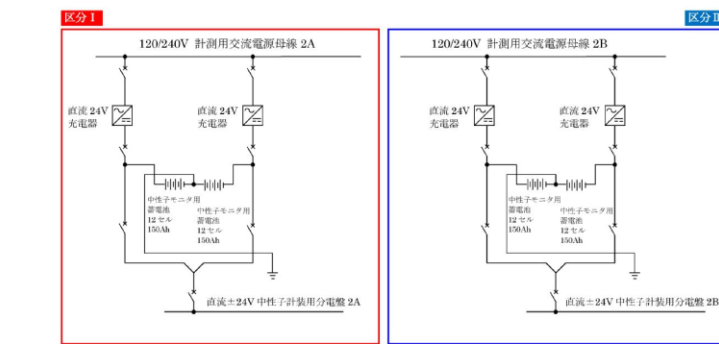 区分Ⅰ
120/240V 計測用交流電源母線 2A
直流 24V
充電器
直流 24V
充電器
中性子モニタ用
蓄電池
12 セル
150Ah
中性子モニタ用
蓄電池
12 セル
150Ah
直流±24V 中性子計装用分電盤 2A
区分Ⅱ
120/240V 計測用交流電源母線 2B
直流 24V
充電器
直流 24V
充電器
中性子モニタ用
蓄電池
12 セル
150Ah
中性子モニタ用
蓄電池
12 セル
150Ah
直流±24V 中性子計装用分電盤 2B